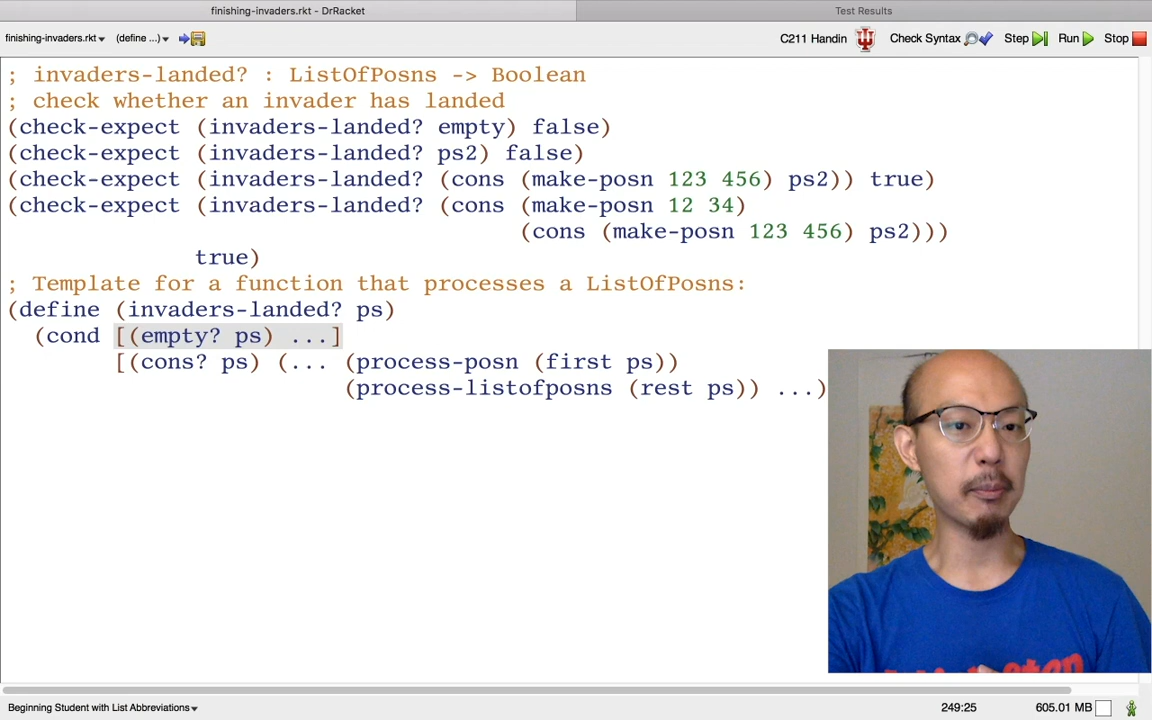 finishing-invaders.rkt - DrRacket
Test Results
finishing-invaders.rkt
(define ...)
C211 Handin
Check Syntax
Step
Run
Stop
; invaders-landed? : ListOfPosns -> Boolean
; check whether an invader has landed
(check-expect (invaders-landed? empty) false)
(check-expect (invaders-landed? ps2) false)
(check-expect (invaders-landed? (cons (make-posn 123 456) ps2)) true)
(check-expect (invaders-landed? (cons (make-posn 12 34)
(cons (make-posn 123 456) ps2)))
true)
; Template for a function that processes a ListOfPosns:
(define (invaders-landed? ps)
(cond [(empty? ps) ...]
[(cons? ps) (... (process-posn (first ps))
(process-listofposns (rest ps)) ...)
Beginning Student with List Abbreviations
249:25
605.01 MB